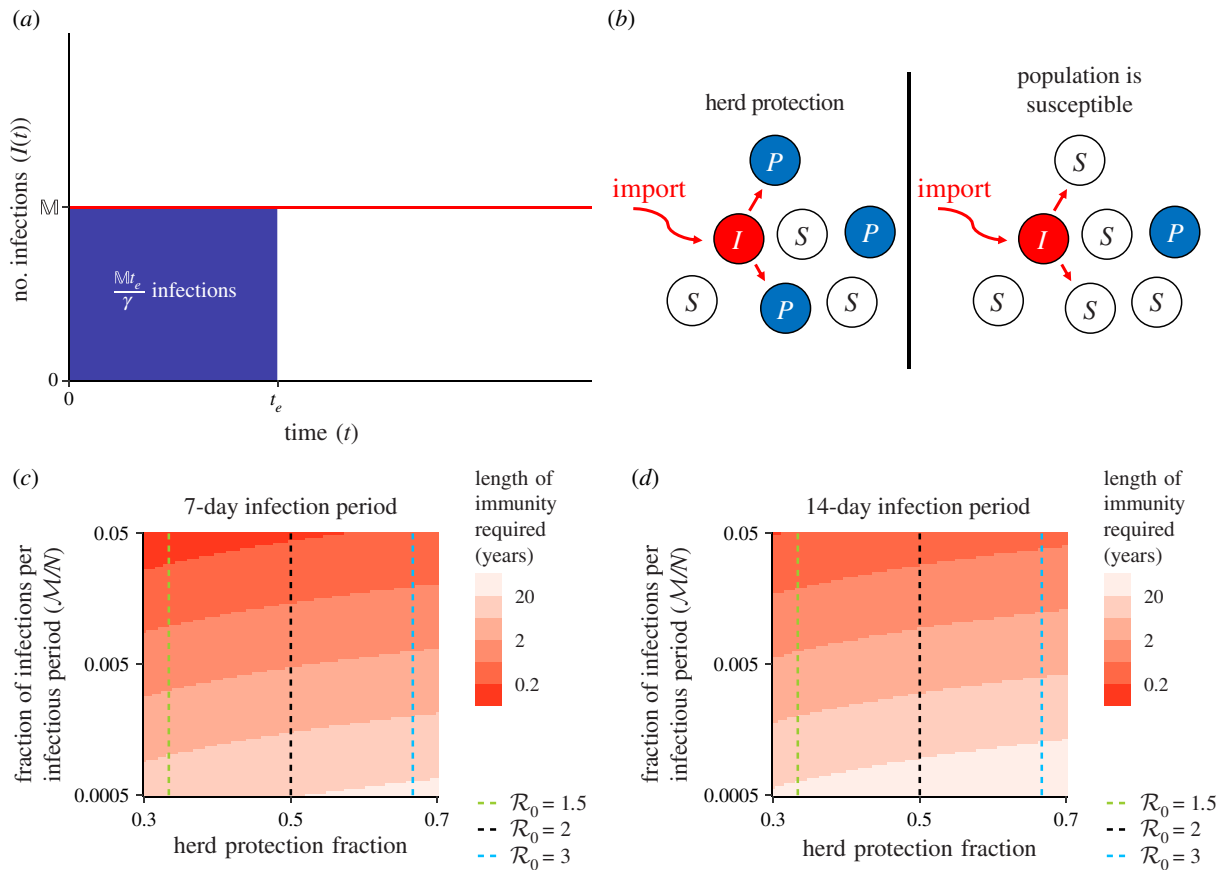 (a)
no. infections (I(t))
𝕄
𝕄t_e/γ infections
0
0
t_e
time (t)
(b)
herd protection
population is
susceptible
import
P
I
S
P
S
P
S
import
S
I
S
P
S
S
S
(c)
7-day infection period
fraction of infections per
infectious period (ℳ/N)
0.05
0.005
0.0005
0.3
0.5
0.7
herd protection fraction
length of
immunity
required
(years)
20
2
0.2
ℛ₀ = 1.5
ℛ₀ = 2
ℛ₀ = 3
(d)
14-day infection period
fraction of infections per
infectious period (ℳ/N)
0.05
0.005
0.0005
0.3
0.5
0.7
herd protection fraction
length of
immunity
required
(years)
20
2
0.2
ℛ₀ = 1.5
ℛ₀ = 2
ℛ₀ = 3